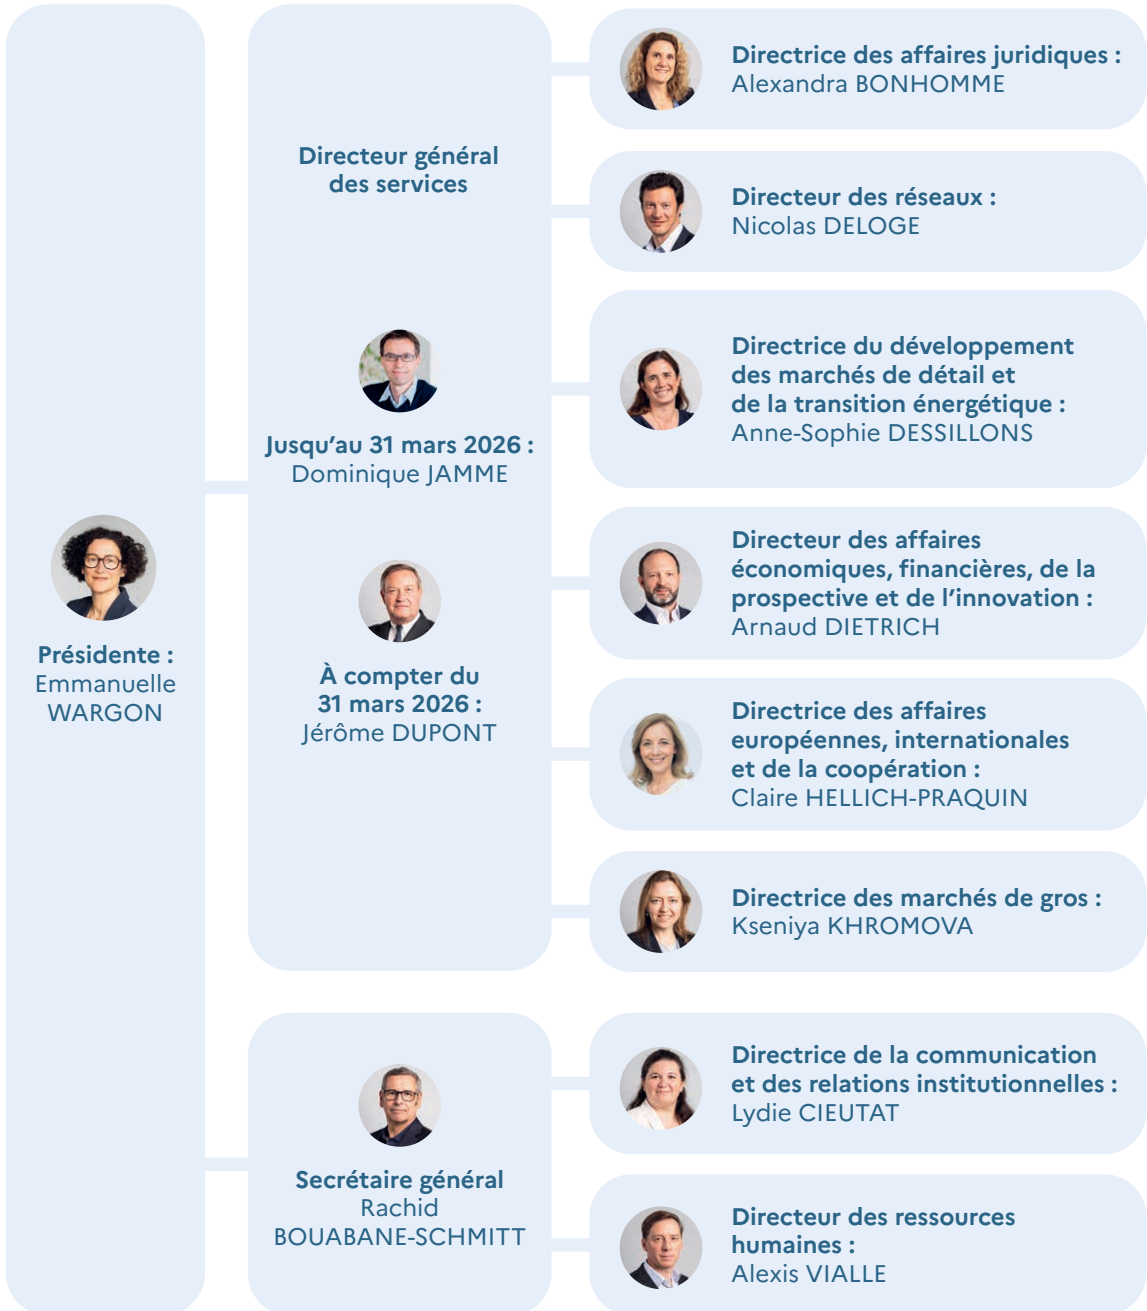 Présidente :
Emmanuelle
WARGON
Directeur général
des services
Jusqu'au 31 mars 2026 :
Dominique JAMME
À compter du
31 mars 2026 :
Jérôme DUPONT
Directrice des affaires juridiques :
Alexandra BONHOMME
Directeur des réseaux :
Nicolas DELOGE
Directrice du développement
des marchés de détail et
de la transition énergétique :
Anne-Sophie DESSILLONS
Directeur des affaires
économiques, financières, de la
prospective et de l'innovation :
Arnaud DIETRICH
Directrice des affaires
européennes, internationales
et de la coopération :
Claire HELLICH-PRAQUIN
Directrice des marchés de gros :
Kseniya KHROMOVA
Secrétaire général
Rachid
BOUABANE-SCHMITT
Directrice de la communication
et des relations institutionnelles :
Lydie CIEUTAT
Directeur des ressources
humaines :
Alexis VIALLE